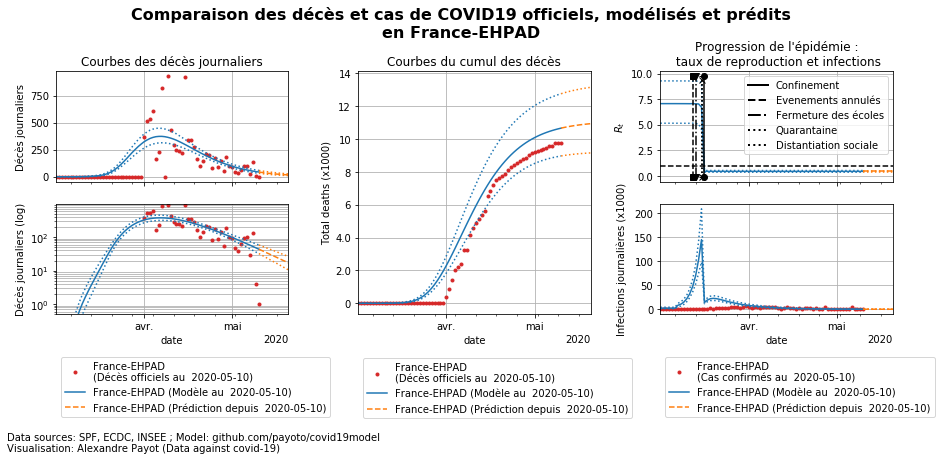 Comparaison des décès et cas de COVID19 officiels, modélisés et prédits
en France-EHPAD
Courbes des décès journaliers
Décès journaliers
750
500
250
0
Décès journaliers (log)
10²
10¹
10⁰
avr.
mai
date
2020
France-EHPAD
(Décès officiels au 2020-05-10)
France-EHPAD (Modèle au 2020-05-10)
France-EHPAD (Prédiction depuis 2020-05-10)
Courbes du cumul des décès
Total deaths (x1000)
14
12
10
8.0
6.0
4.0
2.0
0
avr.
mai
date
2020
France-EHPAD
(Décès officiels au 2020-05-10)
France-EHPAD (Modèle au 2020-05-10)
France-EHPAD (Prédiction depuis 2020-05-10)
Progression de l'épidémie :
taux de reproduction et infections
Rt
10.0
7.5
5.0
2.5
0.0
Confinement
Evenements annulés
Fermeture des écoles
Quarantaine
Distantiation sociale
Infections journalières (x1000)
200
150
100
50
0
avr.
mai
date
2020
France-EHPAD
(Cas confirmés au 2020-05-10)
France-EHPAD (Modèle au 2020-05-10)
France-EHPAD (Prédiction depuis 2020-05-10)
Data sources: SPF, ECDC, INSEE ; Model: github.com/payoto/covid19model
Visualisation: Alexandre Payot (Data against covid-19)